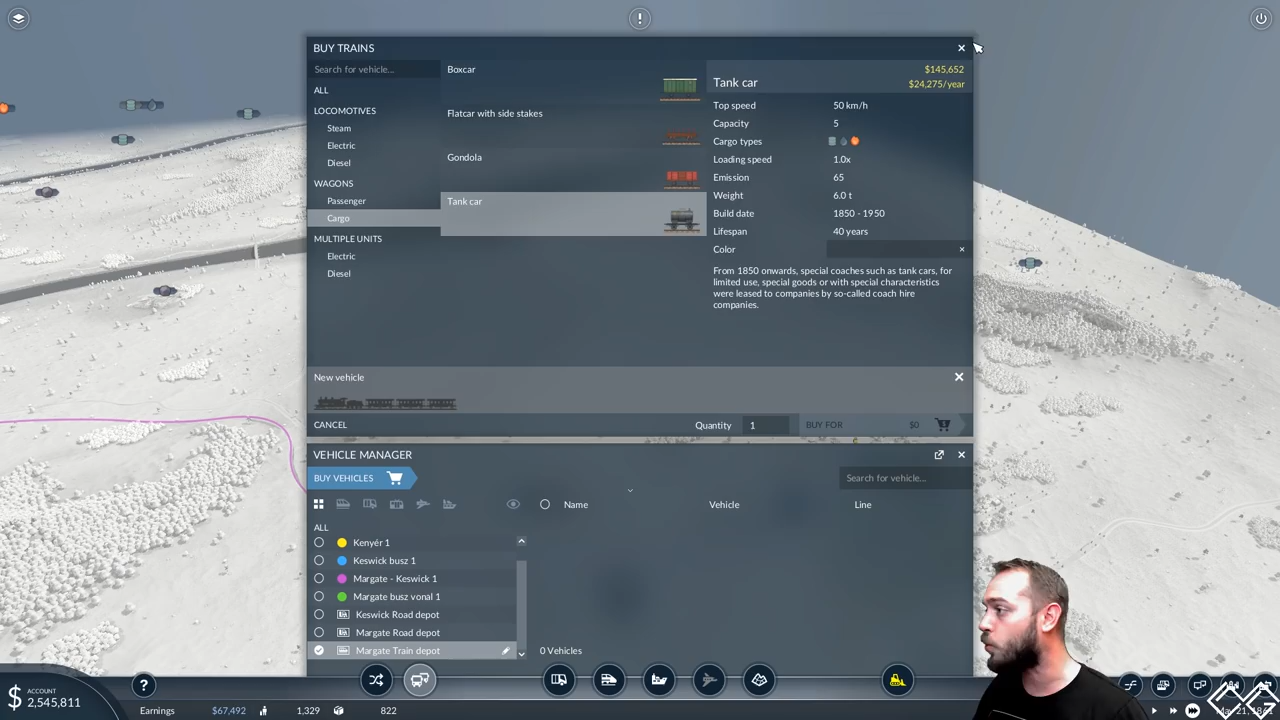 BUY TRAINS
Search for vehicle...
ALL
LOCOMOTIVES
Steam
Electric
Diesel
WAGONS
Passenger
Cargo
MULTIPLE UNITS
Electric
Diesel
Boxcar
Flatcar with side stakes
Gondola
Tank car
$145,652
Tank car
$24,275/year
Top speed 50 km/h
Capacity 5
Cargo types
Loading speed 1.0x
Emission 65
Weight 6.0 t
Build date 1850 - 1950
Lifespan 40 years
Color
From 1850 onwards, special coaches such as tank cars, for
limited use, special goods or with special characteristics
were leased to companies by so-called coach hire
companies.
New vehicle
CANCEL
Quantity 1
BUY FOR $0
VEHICLE MANAGER
BUY VEHICLES
Search for vehicle...
Name Vehicle Line
ALL
Kenyér 1
Keswick busz 1
Margate - Keswick 1
Margate busz vonal 1
Keswick Road depot
Margate Road depot
Margate Train depot
0 Vehicles
$ ACCOUNT
2,545,811
?
Earnings $67,492 1,329 822